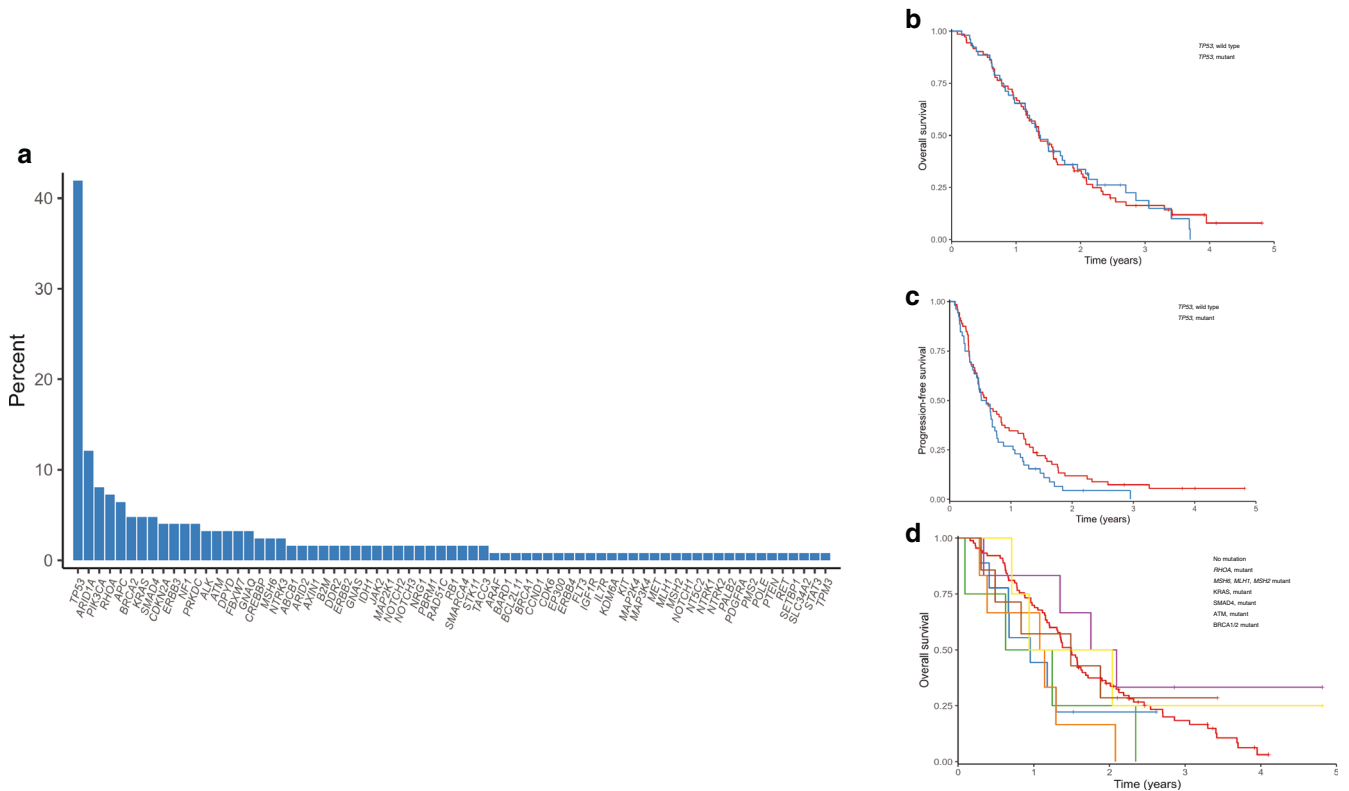 a
Percent
40
30
20
10
0
TP53
ARID1A
PIK3CA
RHOA
APC
BRCA2
KRAS
SMAD4
CDKN2A
ERBB3
NF1
PRKDC
ALK
ATM
DPYD
FBXW7
GNAQ
CREBBP
MSH6
NTRK3
ABCB1
ARID2
AXIN1
B2M
DDR2
ERBB2
GNAS
IDH1
JAK2
MAP2K1
NOTCH2
NOTCH3
NRG1
PBRM1
RAD51C
RB1
SMARCA4
STK11
TACC3
ARAF
BARD1
BCL2L11
BRCA1
CCND1
CDK6
EP300
ERBB4
FLT3
IGF1R
IL7R
KDM6A
KIT
MAP2K4
MAP3K4
MET
MLH1
MSH2
NOTCH1
NT5C2
NTRK1
NTRK2
PALB2
PDGFRA
PMS2
POLE
PTEN
RET
SETBP1
SLC34A2
STAT3
TPM3
b
Overall survival
1.00
0.75
0.50
0.25
0.00
TP53, wild type
TP53, mutant
0 1 2 3 4 5
Time (years)
c
Progression-free survival
1.00
0.75
0.50
0.25
0.00
TP53, wild type
TP53, mutant
0 1 2 3 4 5
Time (years)
d
Overall survival
1.00
0.75
0.50
0.25
0.00
No mutation
RHOA, mutant
MSH6, MLH1, MSH2 mutant
KRAS, mutant
SMAD4, mutant
ATM, mutant
BRCA1/2 mutant
0 1 2 3 4 5
Time (years)